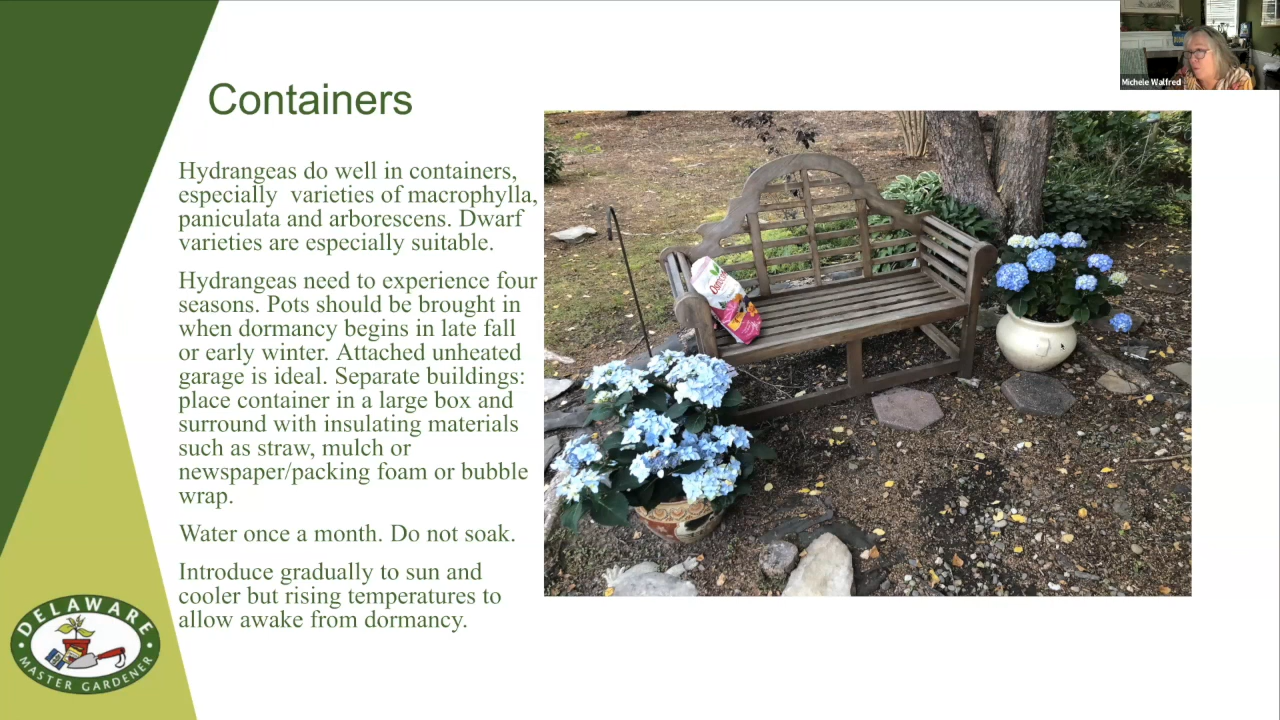 Michele Walfred
Containers
Hydrangeas do well in containers,
especially varieties of macrophylla,
paniculata and arborescens. Dwarf
varieties are especially suitable.
Hydrangeas need to experience four
seasons. Pots should be brought in
when dormancy begins in late fall
or early winter. Attached unheated
garage is ideal. Separate buildings:
place container in a large box and
surround with insulating materials
such as straw, mulch or
newspaper/packing foam or bubble
wrap.
Water once a month. Do not soak.
Introduce gradually to sun and
cooler but rising temperatures to
allow awake from dormancy.
DELAWARE
MASTER GARDENER